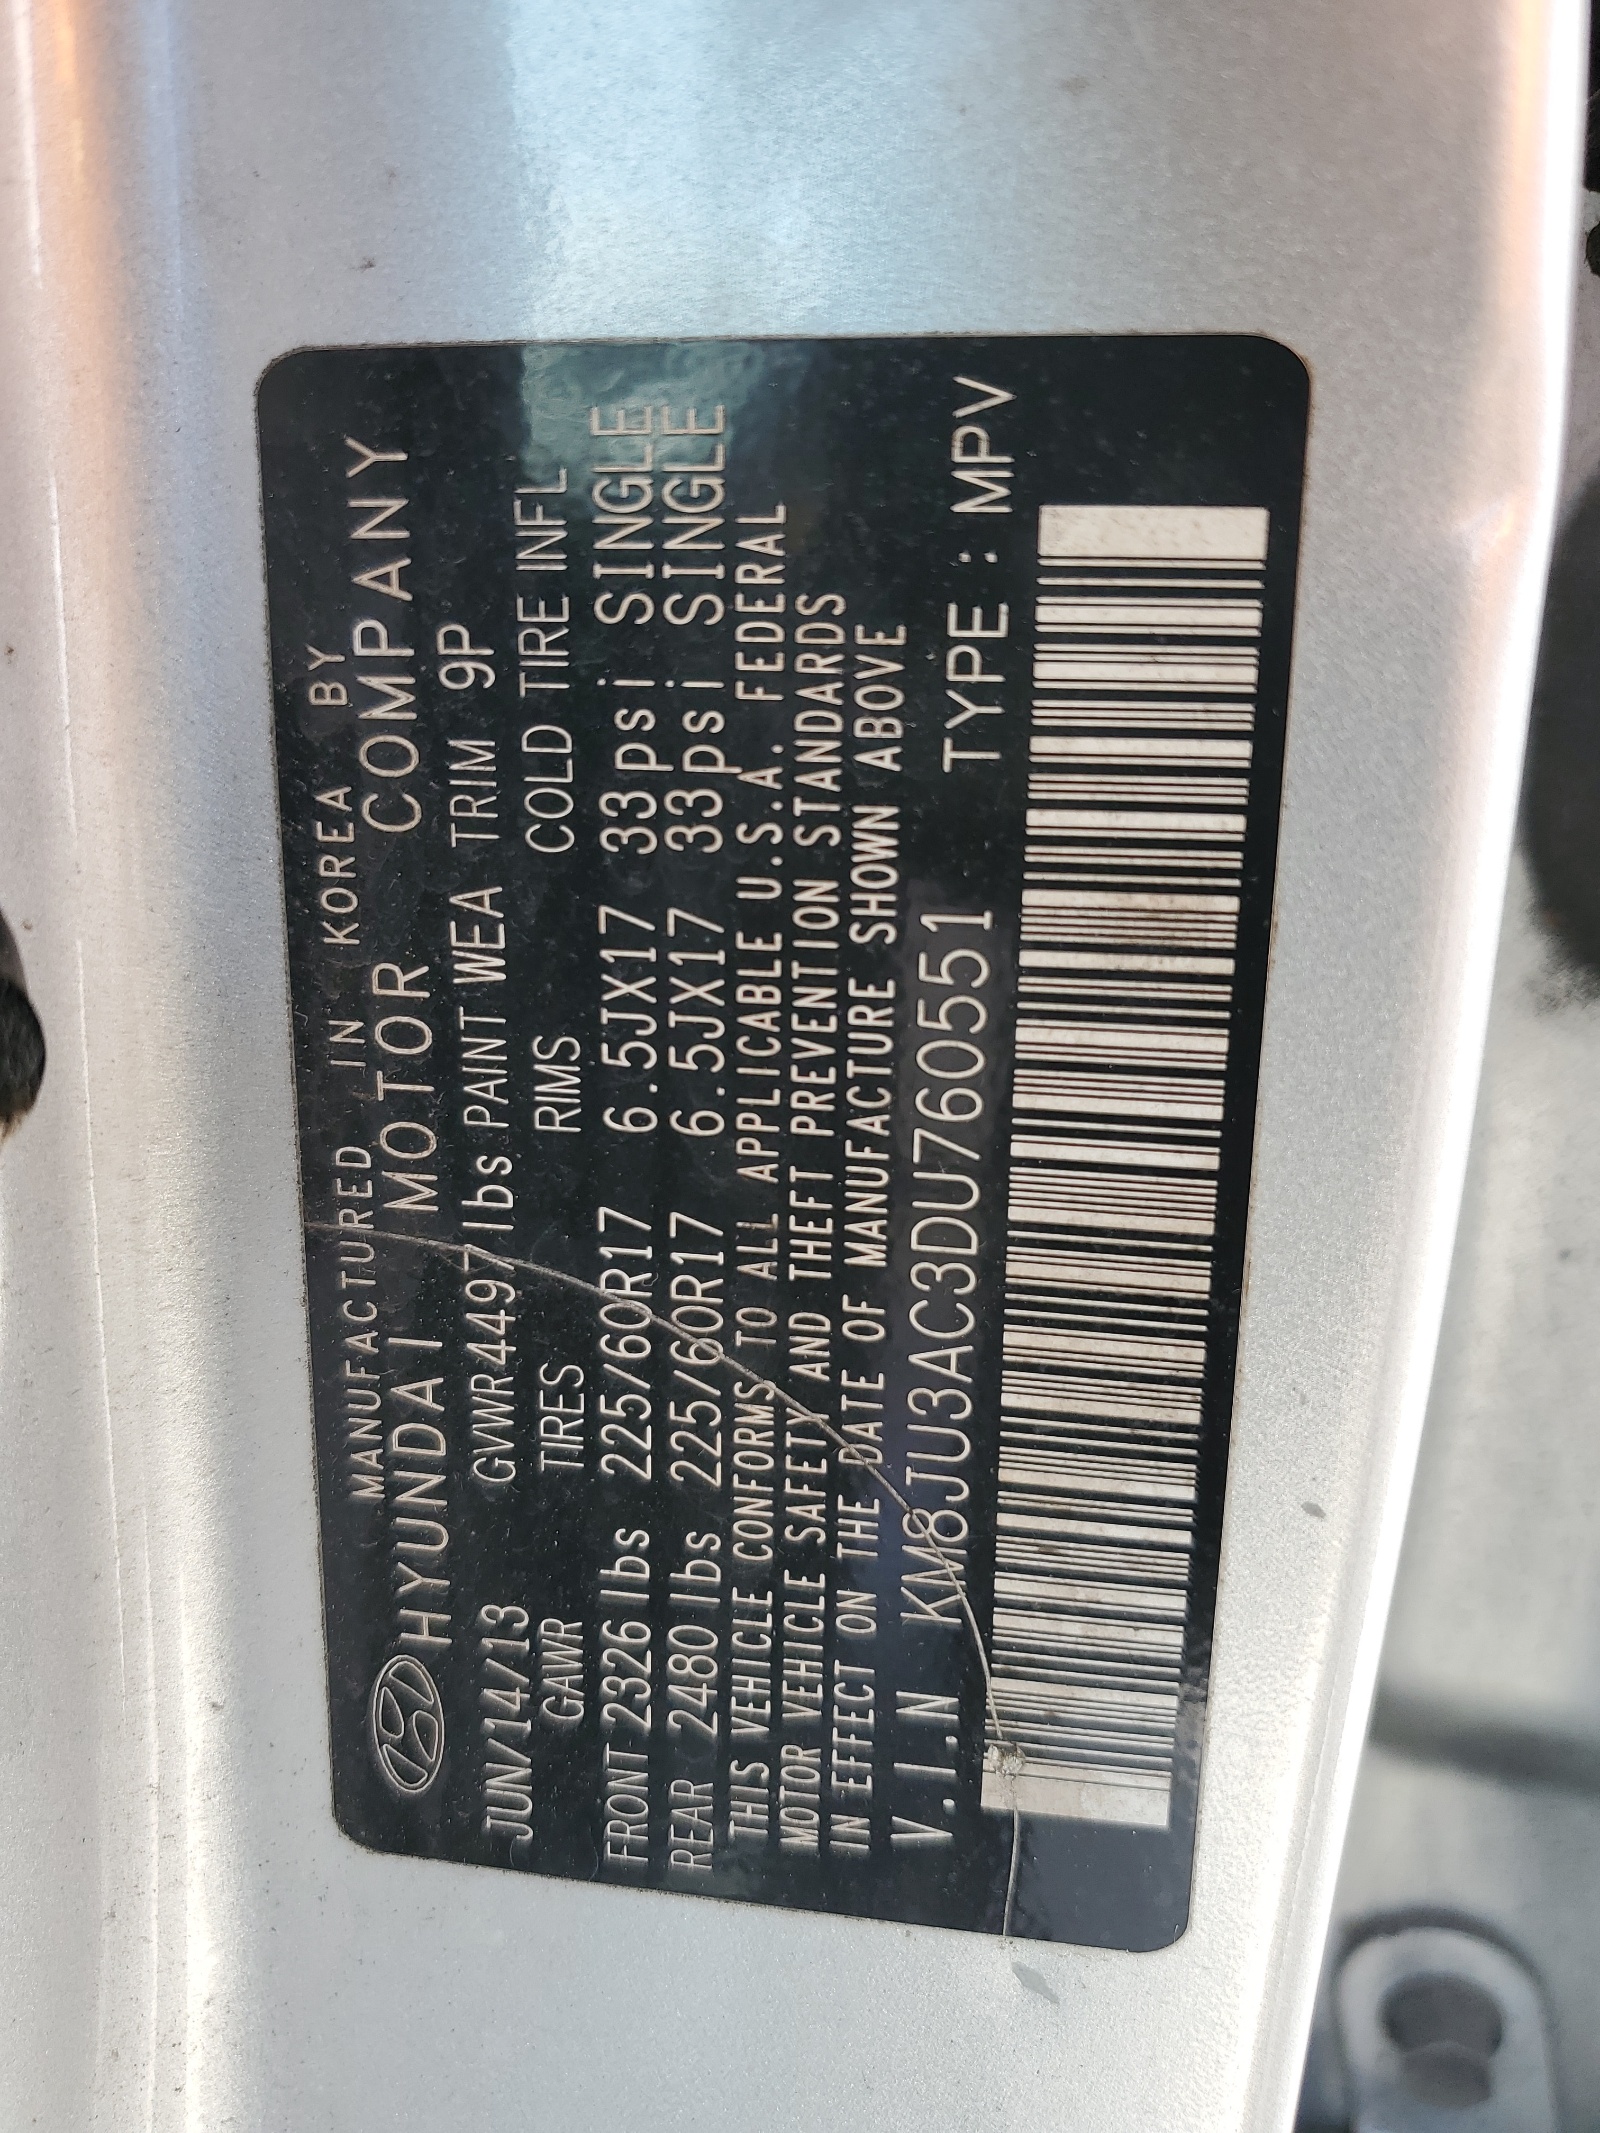 MANUFACTURED IN KOREA BY
HYUNDAI MOTOR COMPANY
JUN/14/13 GVWR4497lbs PAINT WEA TRIM 9P
GAWR TIRES RIMS COLD TIRE INFL
FRONT 2326 lbs 225/60R17 6.5JX17 33psi SINGLE
REAR 2480 lbs 225/60R17 6.5JX17 33psi SINGLE
THIS VEHICLE CONFORMS TO ALL APPLICABLE U.S.A. FEDERAL
MOTOR VEHICLE SAFETY AND THEFT PREVENTION STANDARDS
IN EFFECT ON THE DATE OF MANUFACTURE SHOWN ABOVE
V.I.N KM8JU3AC3DU760551 TYPE : MPV